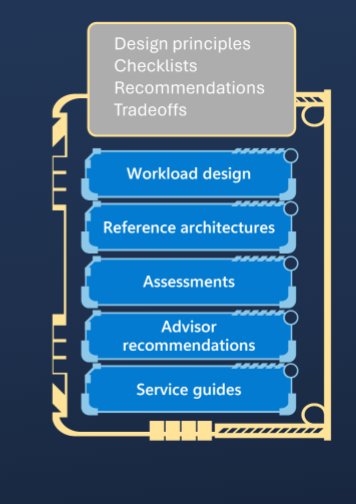 Design principles
Checklists
Recommendations
Tradeoffs
Workload design
Reference architectures
Assessments
Advisor
recommendations
Service guides